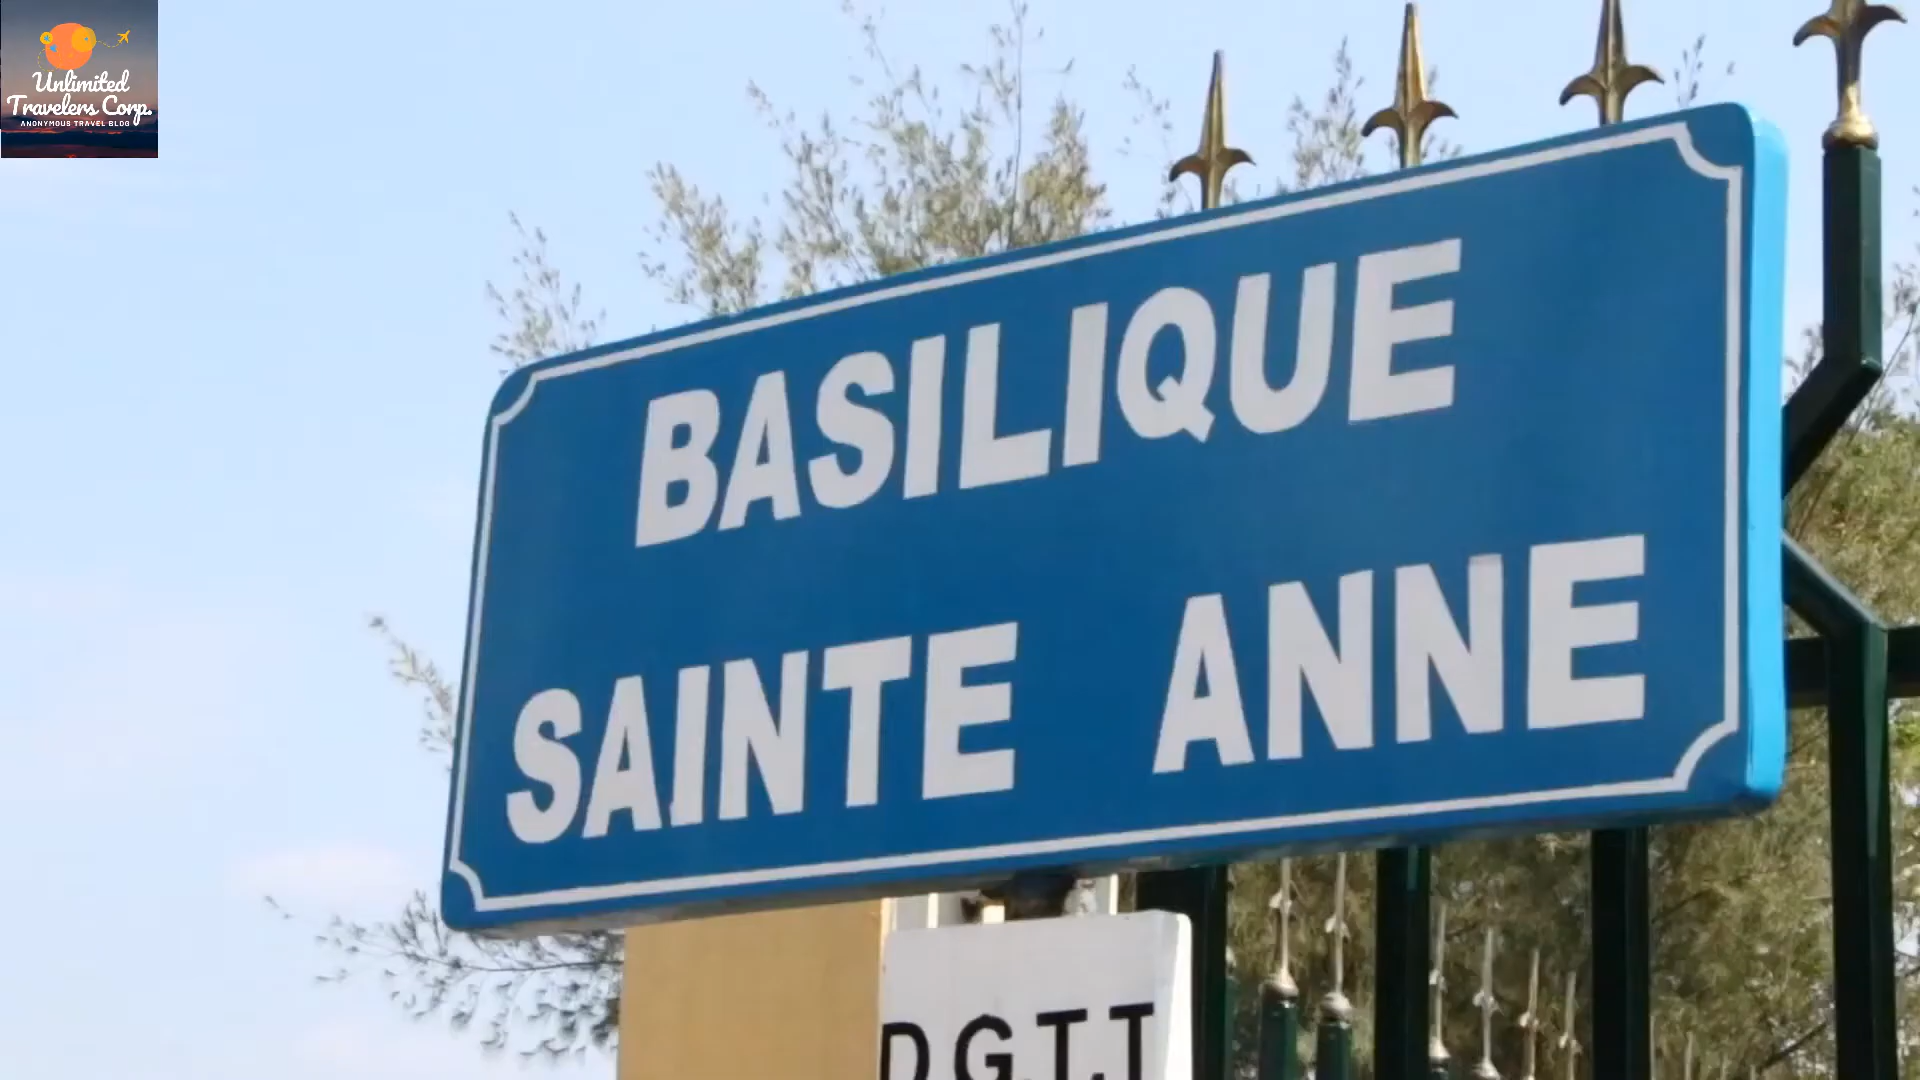 Unlimited
Travelers Corp.
ANONYMOUS TRAVEL BLOG
BASILIQUE
SAINTE ANNE
D.G.T.T